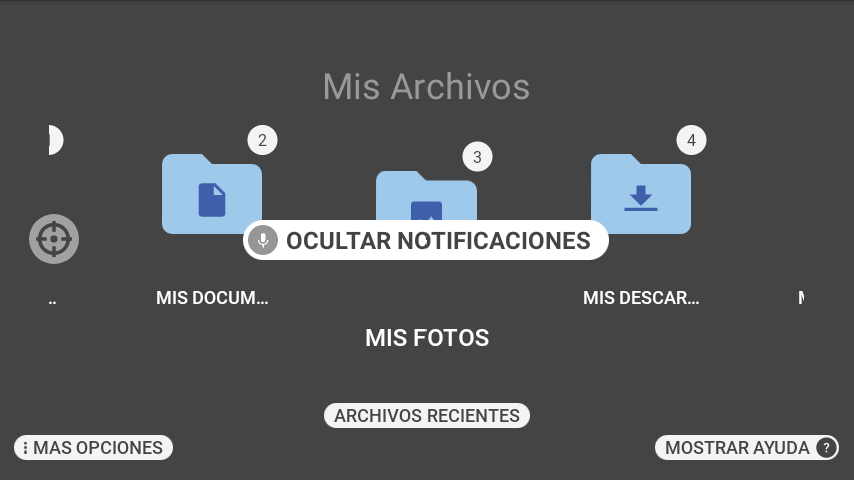 Mis Archivos
2
3
4
OCULTAR NOTIFICACIONES
MIS DOCUM...
MIS DESCAR...
MIS FOTOS
ARCHIVOS RECIENTES
MAS OPCIONES
MOSTRAR AYUDA ?